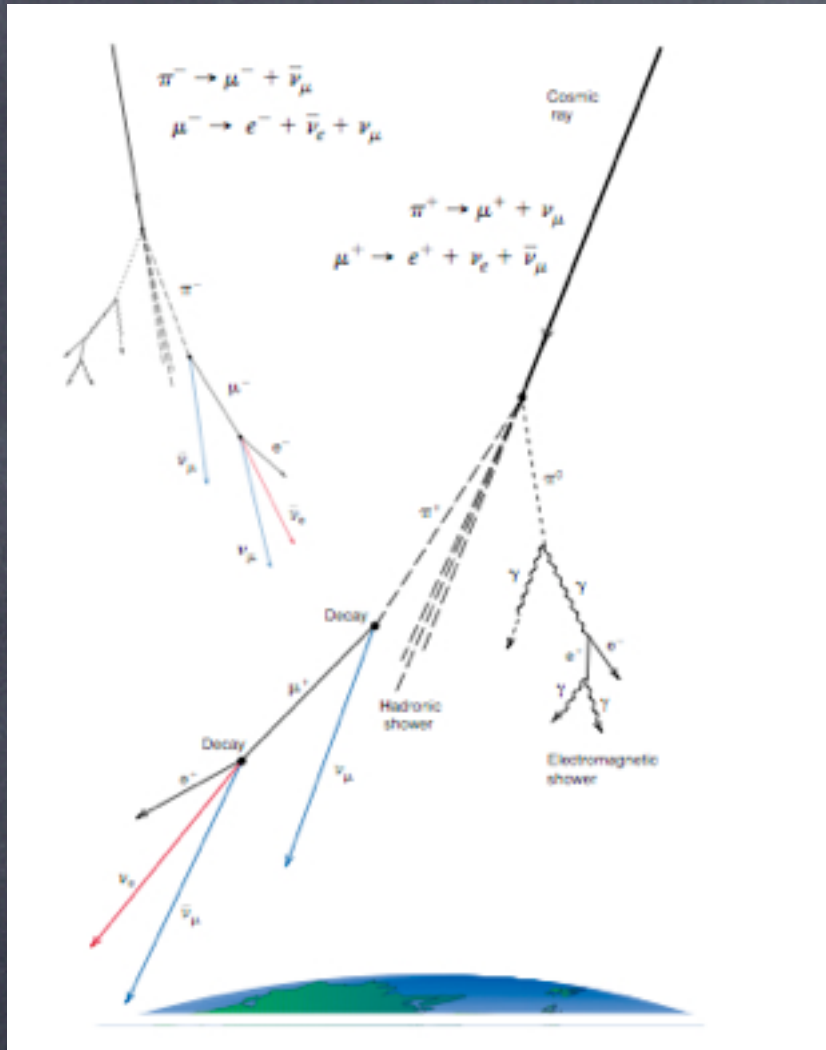 π⁻ → μ⁻ + ν̄_μ
μ⁻ → e⁻ + ν̄_e + ν_μ
Cosmic
ray
π⁺ → μ⁺ + ν_μ
μ⁺ → e⁺ + ν_e + ν̄_μ
π⁻
μ⁻
e⁻
ν̄_μ
ν̄_e
ν_μ
π⁺
π⁰
γ
γ
Decay
e⁻
γ
γ
μ⁺
Hadronic
shower
Decay
Electromagnetic
shower
ν_μ
ν_e
ν̄_μ